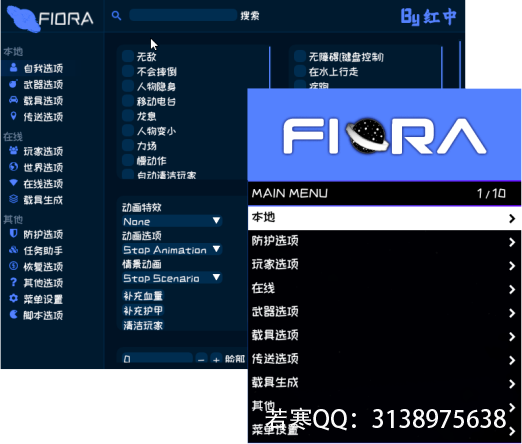 FIORA
搜索
By 红中
本地
自我选项
武器选项
载具选项
传送选项
在线
玩家选项
世界选项
在线选项
载具生成
其他
防护选项
任务助手
恢复选项
其他选项
菜单设置
脚本选项
无敌
不会摔倒
人物隐身
移动电台
龙息
人物变小
力场
慢动作
自动清洁玩家
动画特效
None
动画选项
Stop Animation
情景动画
Stop Scenario
补充血量
补充护甲
清洁玩家
0
- + 脸部
无障碍(键盘控制)
在水上行走
FIORA
MAIN MENU 1/10
本地
防护选项
玩家选项
在线
武器选项
载具选项
传送选项
载具生成
其他
菜单设置
若寒QQ：3138975638